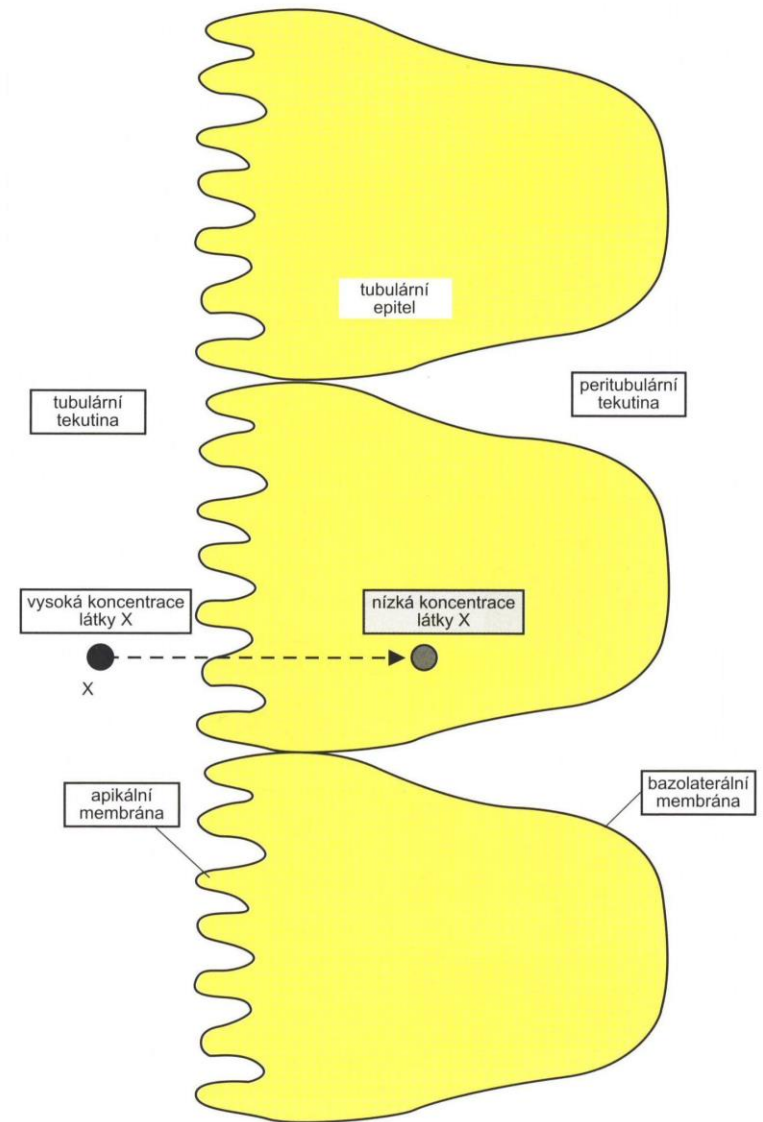 tubulární
epitel
tubulární
tekutina
peritubulární
tekutina
vysoká koncentrace
látky X
nízká koncentrace
látky X
X
apikální
membrána
bazolaterální
membrána